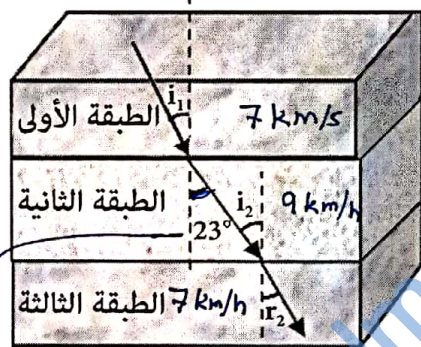 i₁
الطبقة الأولى 7 km/s
الطبقة الثانية i₂ 9 km/h
23°
الطبقة الثالثة 7 km/h r₂